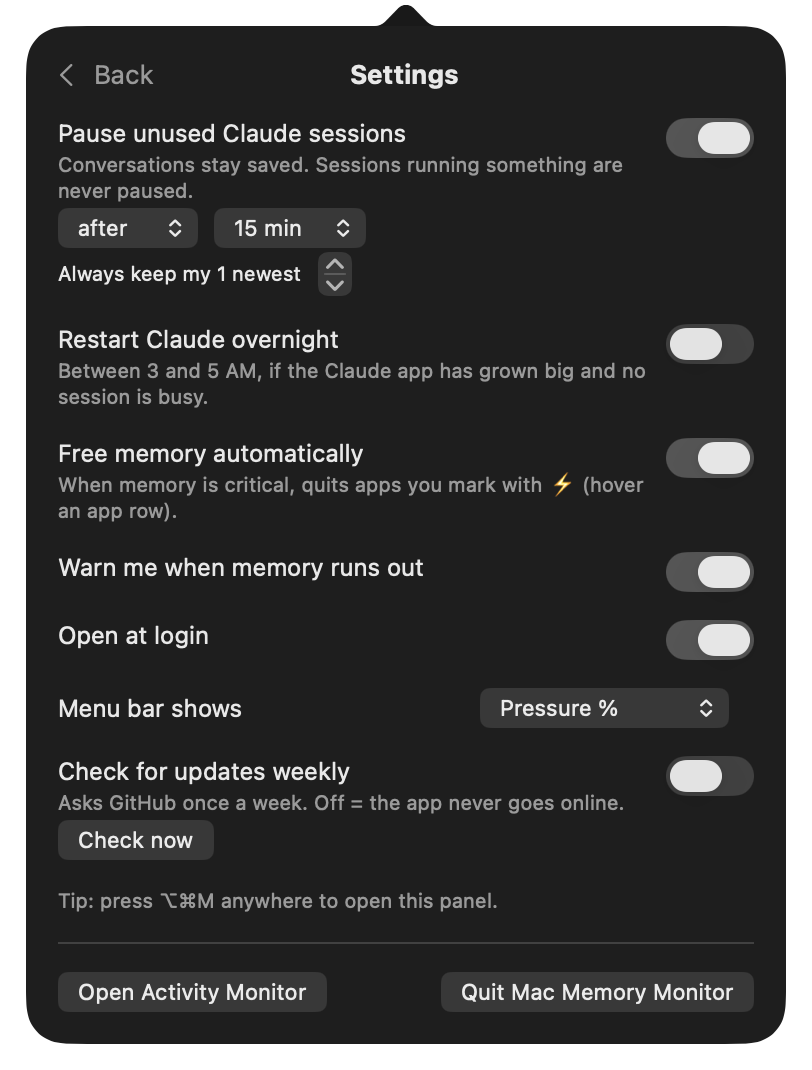 Back
Settings
Pause unused Claude sessions
Conversations stay saved. Sessions running something are
never paused.
after
15 min
Always keep my 1 newest
Restart Claude overnight
Between 3 and 5 AM, if the Claude app has grown big and no
session is busy.
Free memory automatically
When memory is critical, quits apps you mark with ⚡ (hover
an app row).
Warn me when memory runs out
Open at login
Menu bar shows
Pressure %
Check for updates weekly
Asks GitHub once a week. Off = the app never goes online.
Check now
Tip: press ⌥⌘M anywhere to open this panel.
Open Activity Monitor
Quit Mac Memory Monitor